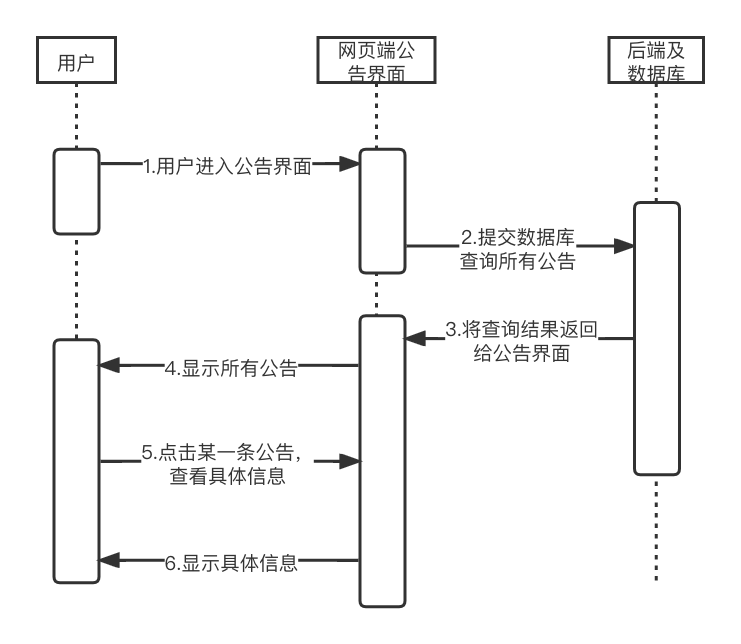 用户
网页端公
告界面
后端及
数据库
1.用户进入公告界面
2.提交数据库
查询所有公告
3.将查询结果返回
给公告界面
4.显示所有公告
5.点击某一条公告，
查看具体信息
6.显示具体信息